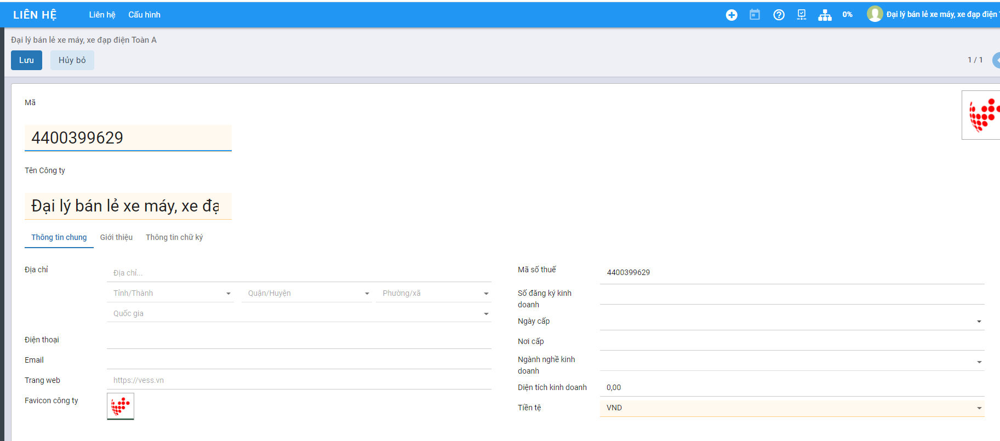 LIÊN HỆ Liên hệ Cấu hình 0% Đại lý bán lẻ xe máy, xe đạp điện
Đại lý bán lẻ xe máy, xe đạp điện Toàn A
Lưu Hủy bỏ 1 / 1
Mã
4400399629
Tên Công ty
Đại lý bán lẻ xe máy, xe đạ
Thông tin chung Giới thiệu Thông tin chữ ký
Địa chỉ Địa chỉ...
Tỉnh/Thành Quận/Huyện Phường/xã
Quốc gia
Điện thoại
Email
Trang web https://vess.vn
Favicon công ty
Mã số thuế 4400399629
Số đăng ký kinh
doanh
Ngày cấp
Nơi cấp
Ngành nghề kinh
doanh
Diện tích kinh doanh 0,00
Tiền tệ VND